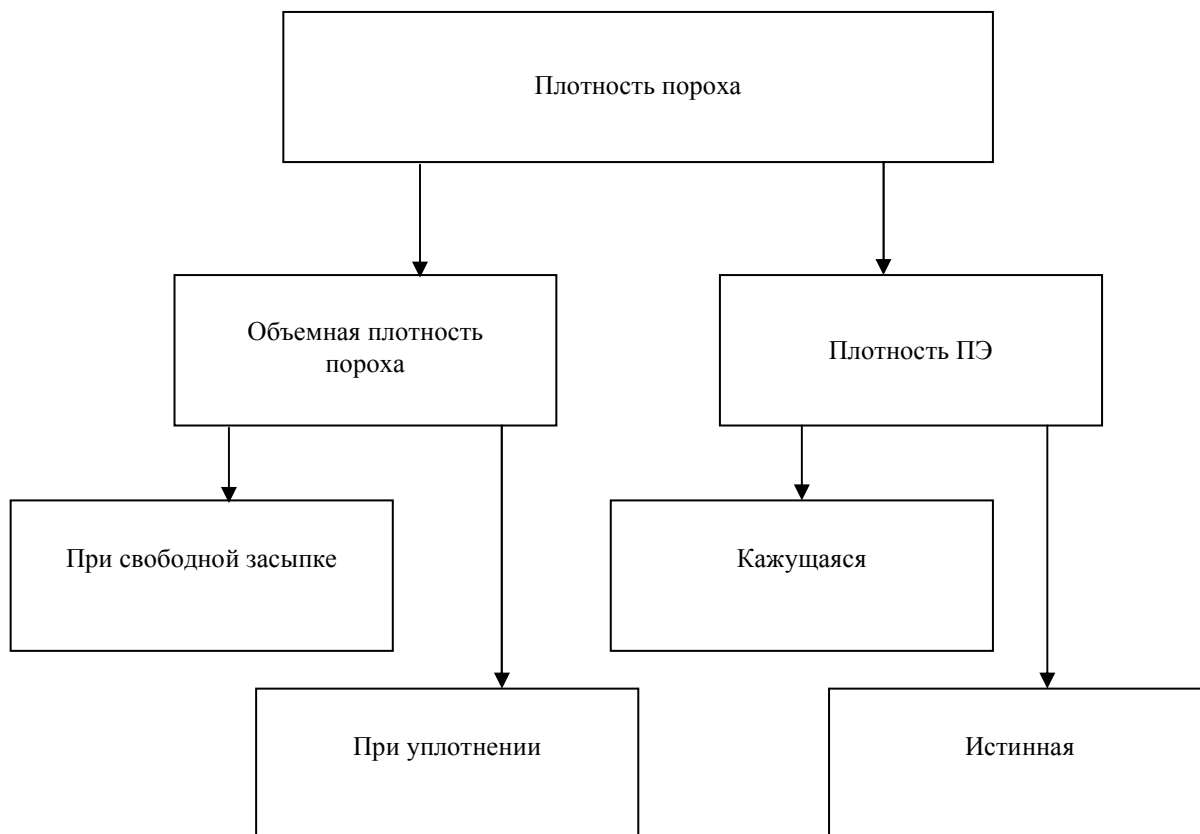 Плотность пороха
Объемная плотность
пороха
Плотность ПЭ
При свободной засыпке
Кажущаяся
При уплотнении
Истинная